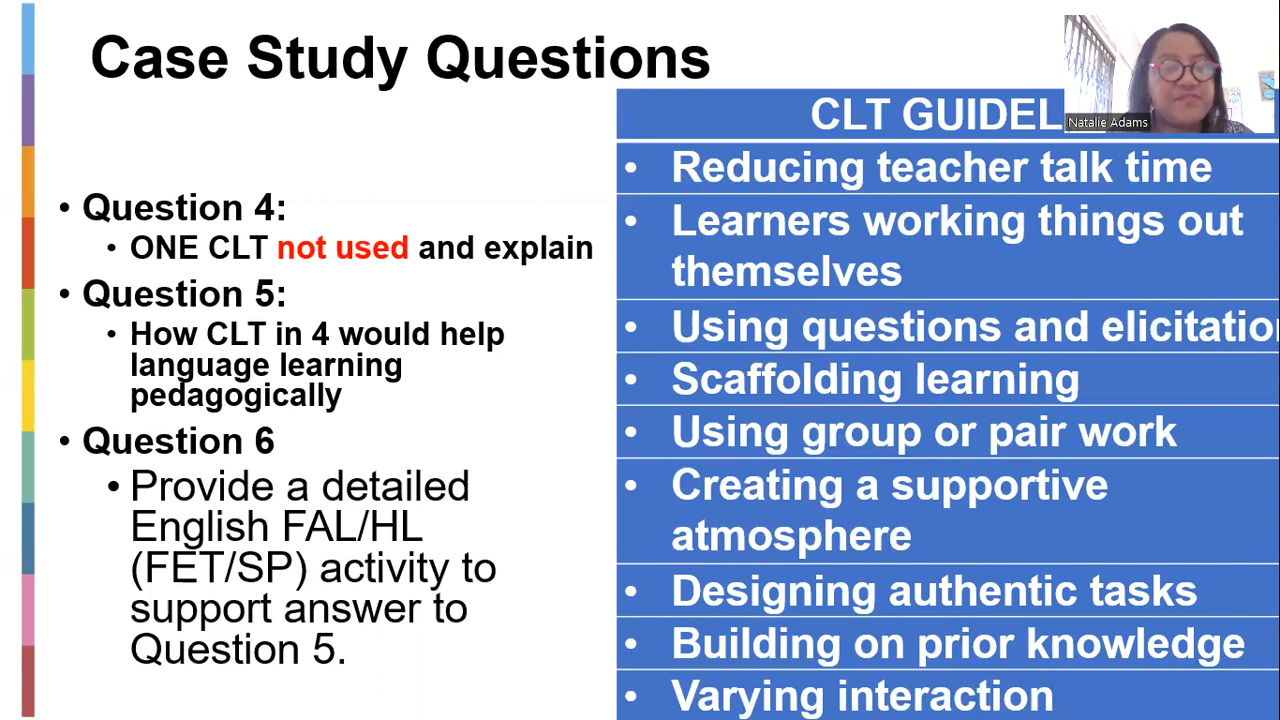 Case Study Questions
• Question 4:
• ONE CLT not used and explain
• Question 5:
• How CLT in 4 would help
language learning
pedagogically
• Question 6
• Provide a detailed
English FAL/HL
(FET/SP) activity to
support answer to
Question 5.
CLT GUIDEL
Natalie Adams
• Reducing teacher talk time
• Learners working things out
themselves
• Using questions and elicitatio
• Scaffolding learning
• Using group or pair work
• Creating a supportive
atmosphere
• Designing authentic tasks
• Building on prior knowledge
• Varying interaction